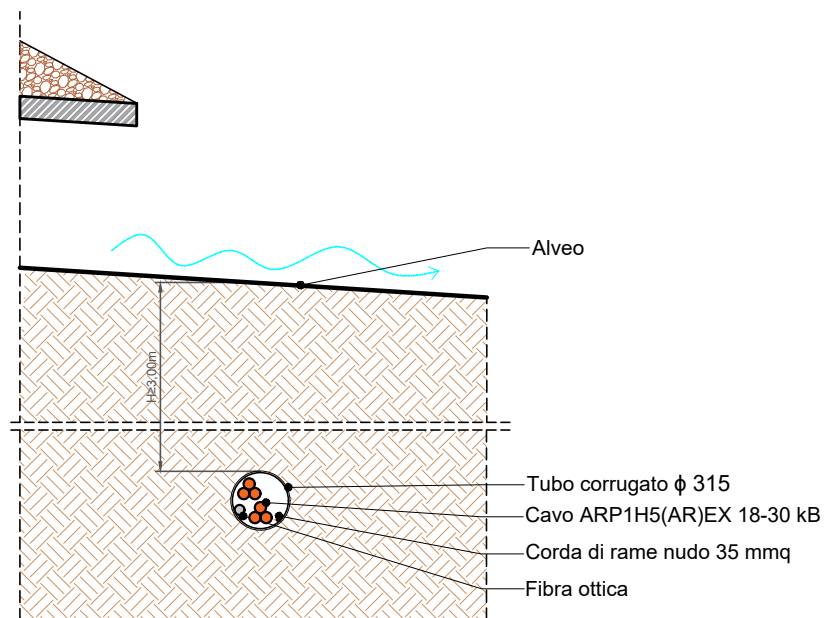 Alveo
H≥3,00m
Tubo corrugato ϕ 315
Cavo ARP1H5(AR)EX 18-30 kB
Corda di rame nudo 35 mmq
Fibra ottica